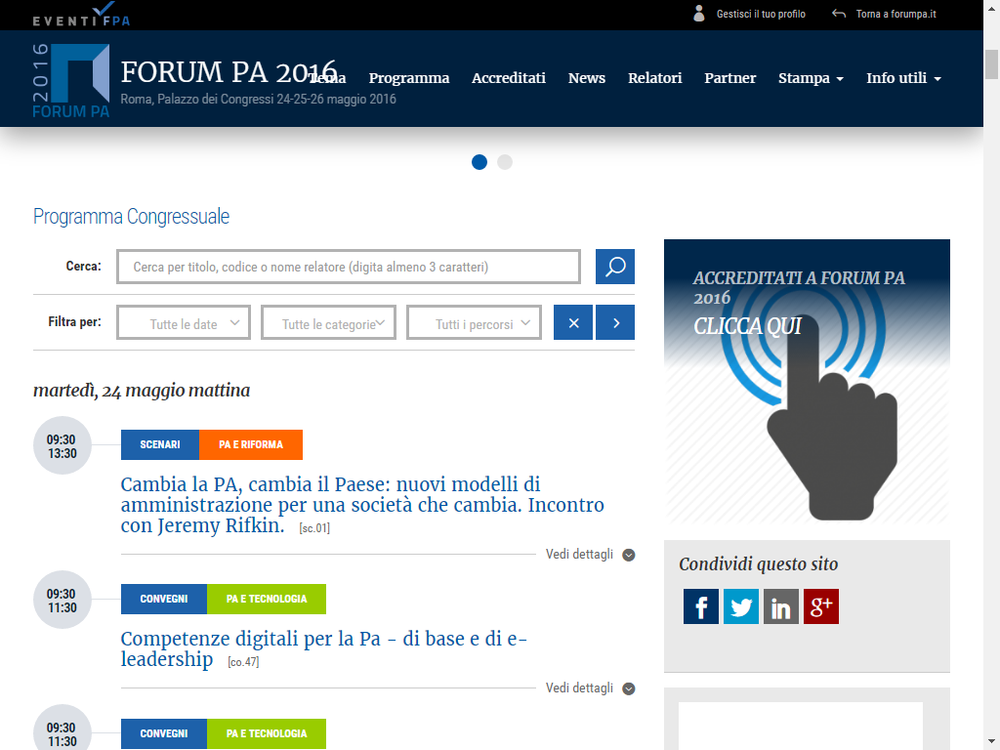 EVENTI FPA
Gestisci il tuo profilo
Torna a forumpa.it
2016
FORUM PA
FORUM PA 2016
Roma, Palazzo dei Congressi 24-25-26 maggio 2016
Tema
Programma
Accreditati
News
Relatori
Partner
Stampa
Info utili
Programma Congressuale
Cerca:
Cerca per titolo, codice o nome relatore (digita almeno 3 caratteri)
Filtra per:
Tutte le date
Tutte le categorie
Tutti i percorsi
martedì, 24 maggio mattina
09:30
13:30
SCENARI
PA E RIFORMA
Cambia la PA, cambia il Paese: nuovi modelli di
amministrazione per una società che cambia. Incontro
con Jeremy Rifkin. [sc.01]
Vedi dettagli
09:30
11:30
CONVEGNI
PA E TECNOLOGIA
Competenze digitali per la Pa - di base e di e-
leadership [co.47]
Vedi dettagli
09:30
11:30
CONVEGNI
PA E TECNOLOGIA
ACCREDITATI A FORUM PA
2016
CLICCA QUI
Condividi questo sito
f
in
g+